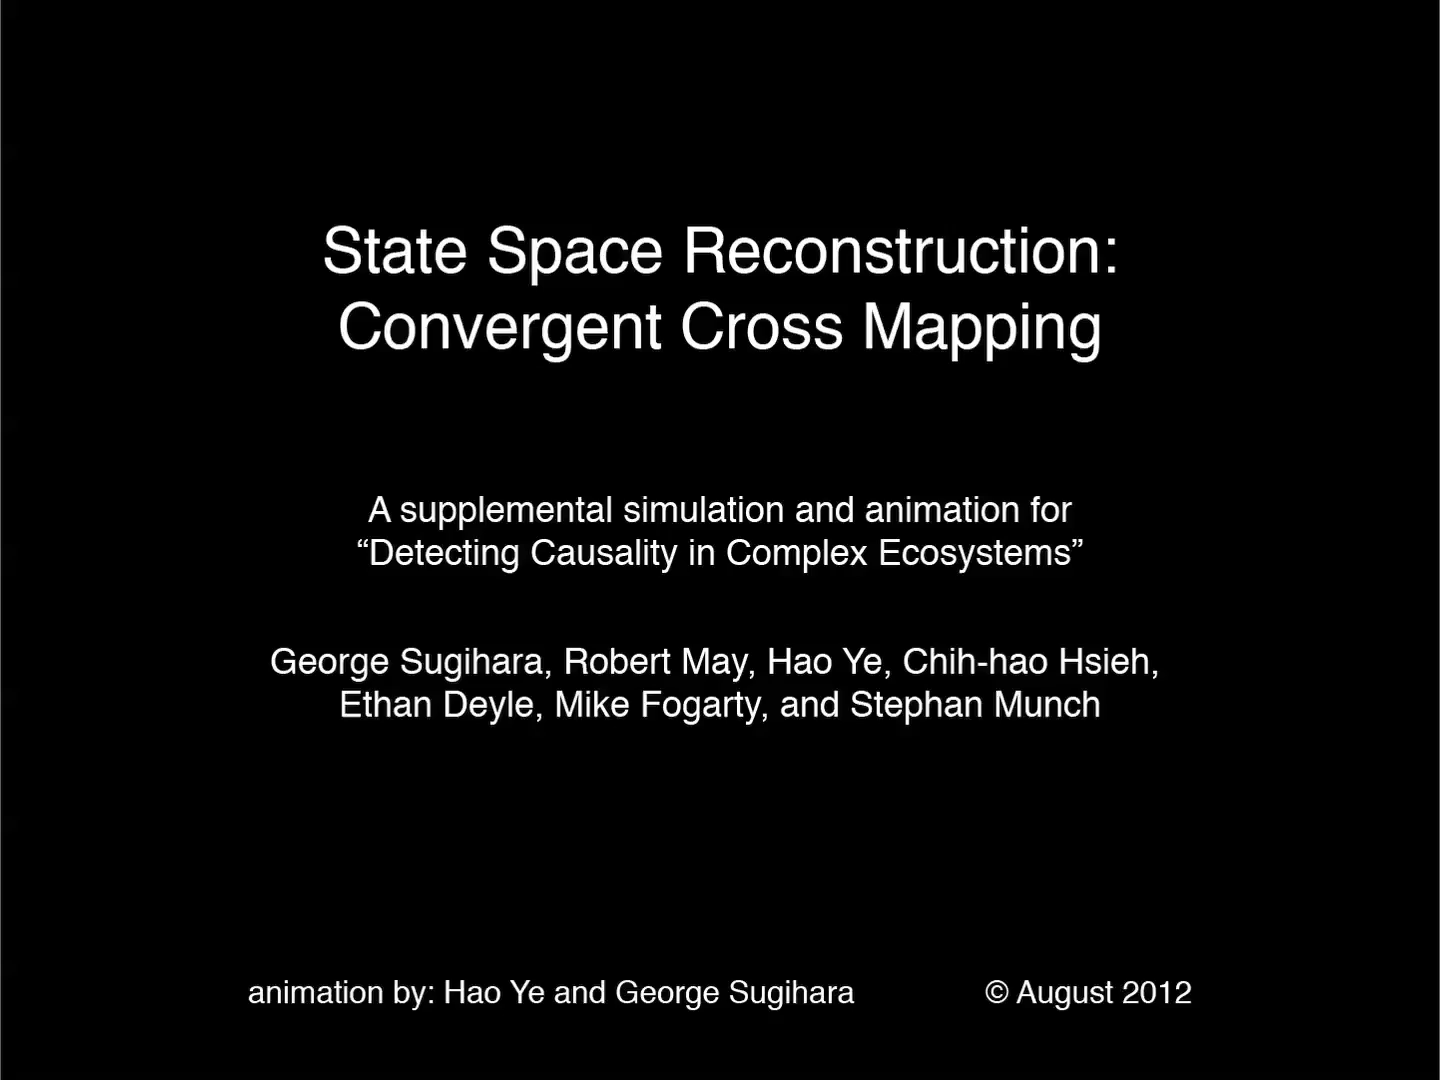 State Space Reconstruction:
Convergent Cross Mapping
A supplemental simulation and animation for
“Detecting Causality in Complex Ecosystems”
George Sugihara, Robert May, Hao Ye, Chih-hao Hsieh,
Ethan Deyle, Mike Fogarty, and Stephan Munch
animation by: Hao Ye and George Sugihara © August 2012